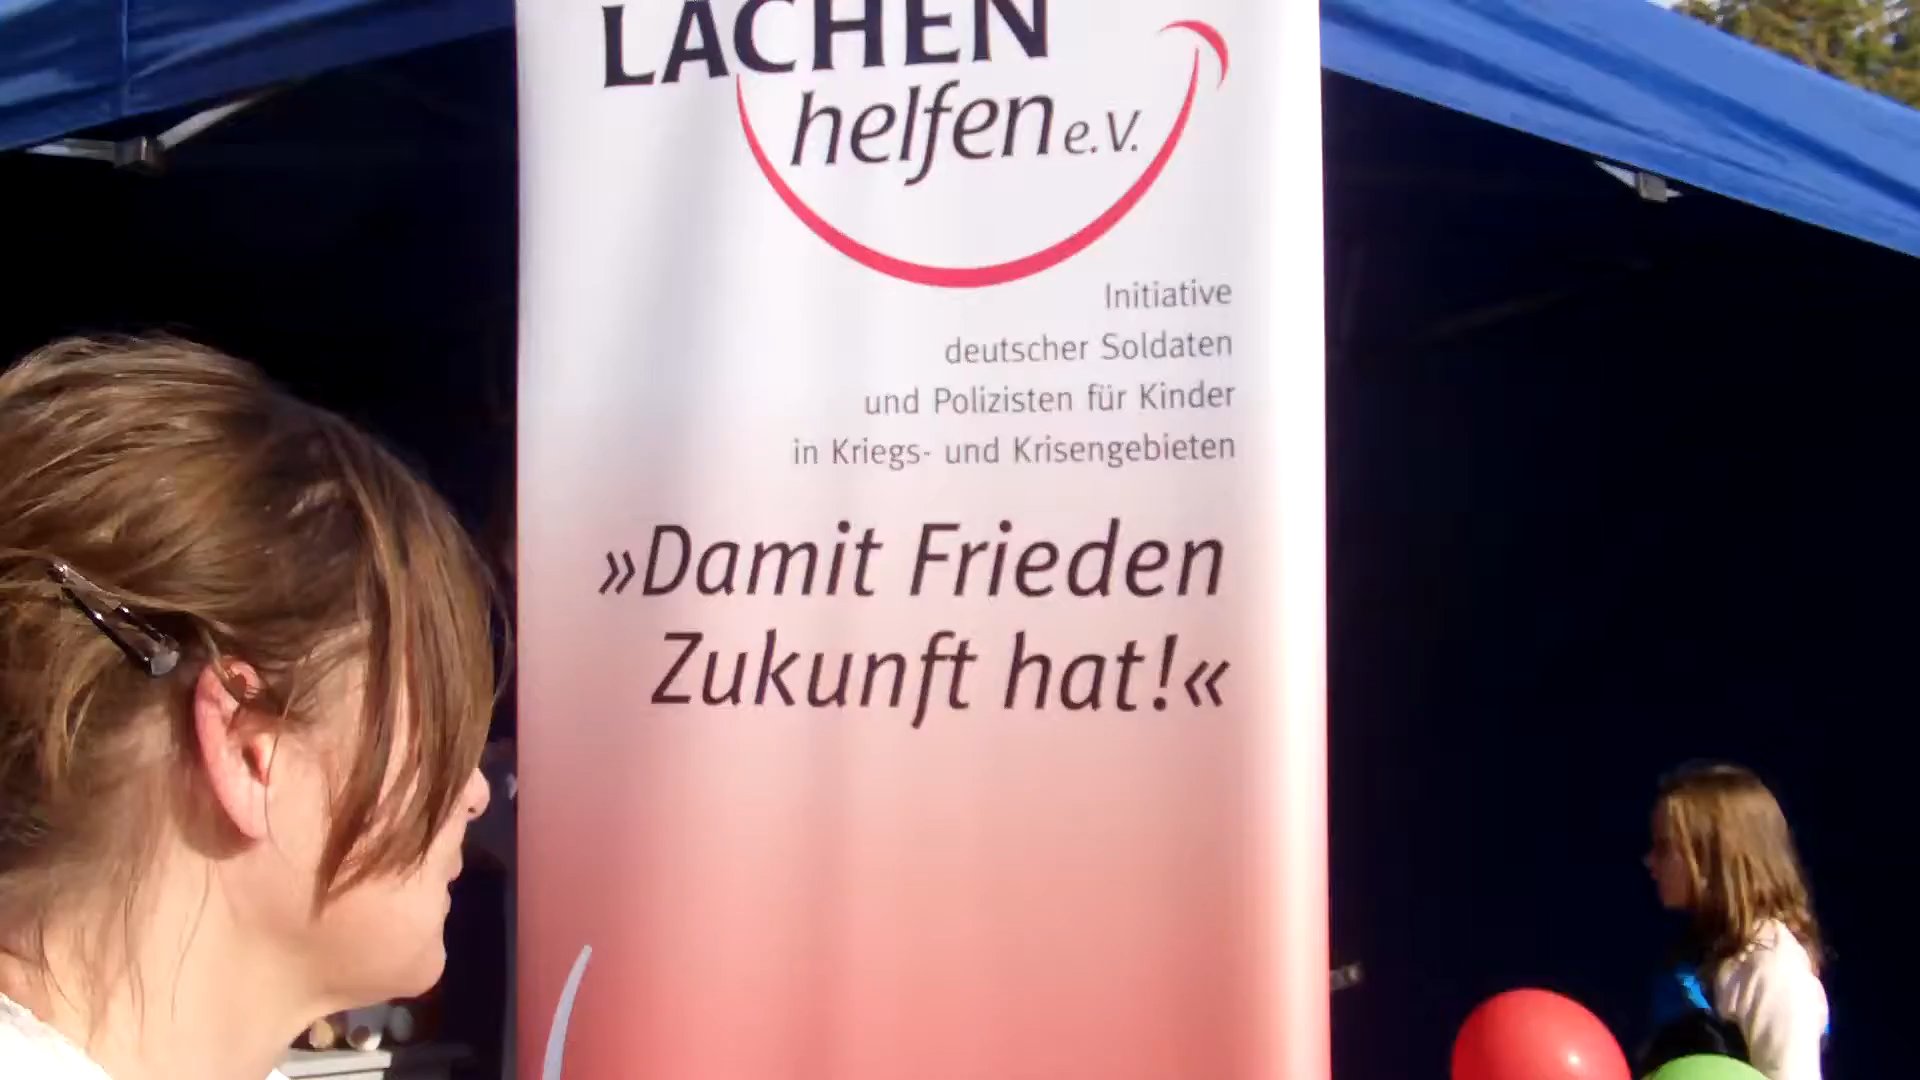 LACHEN
helfen e.V.
Initiative
deutscher Soldaten
und Polizisten für Kinder
in Kriegs- und Krisengebieten
»Damit Frieden
Zukunft hat!«